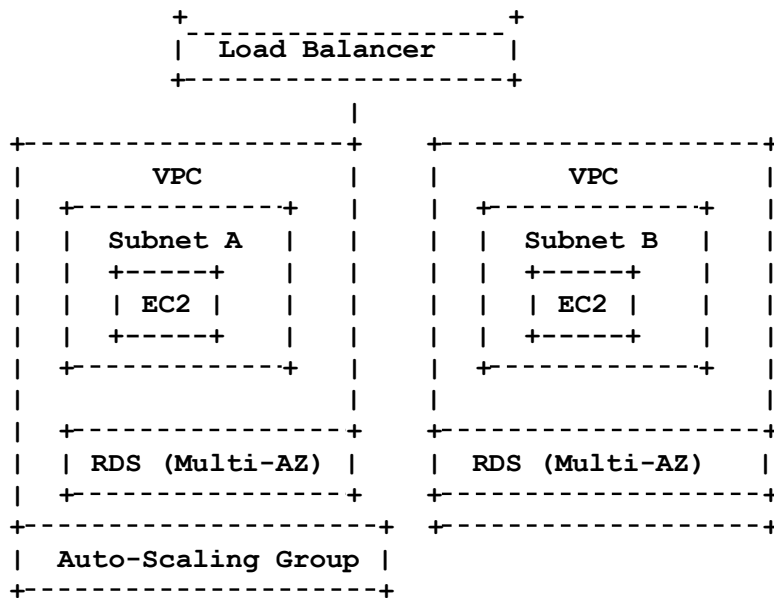 Load Balancer
VPC VPC
Subnet A Subnet B
EC2 EC2
RDS (Multi-AZ) RDS (Multi-AZ)
Auto-Scaling Group